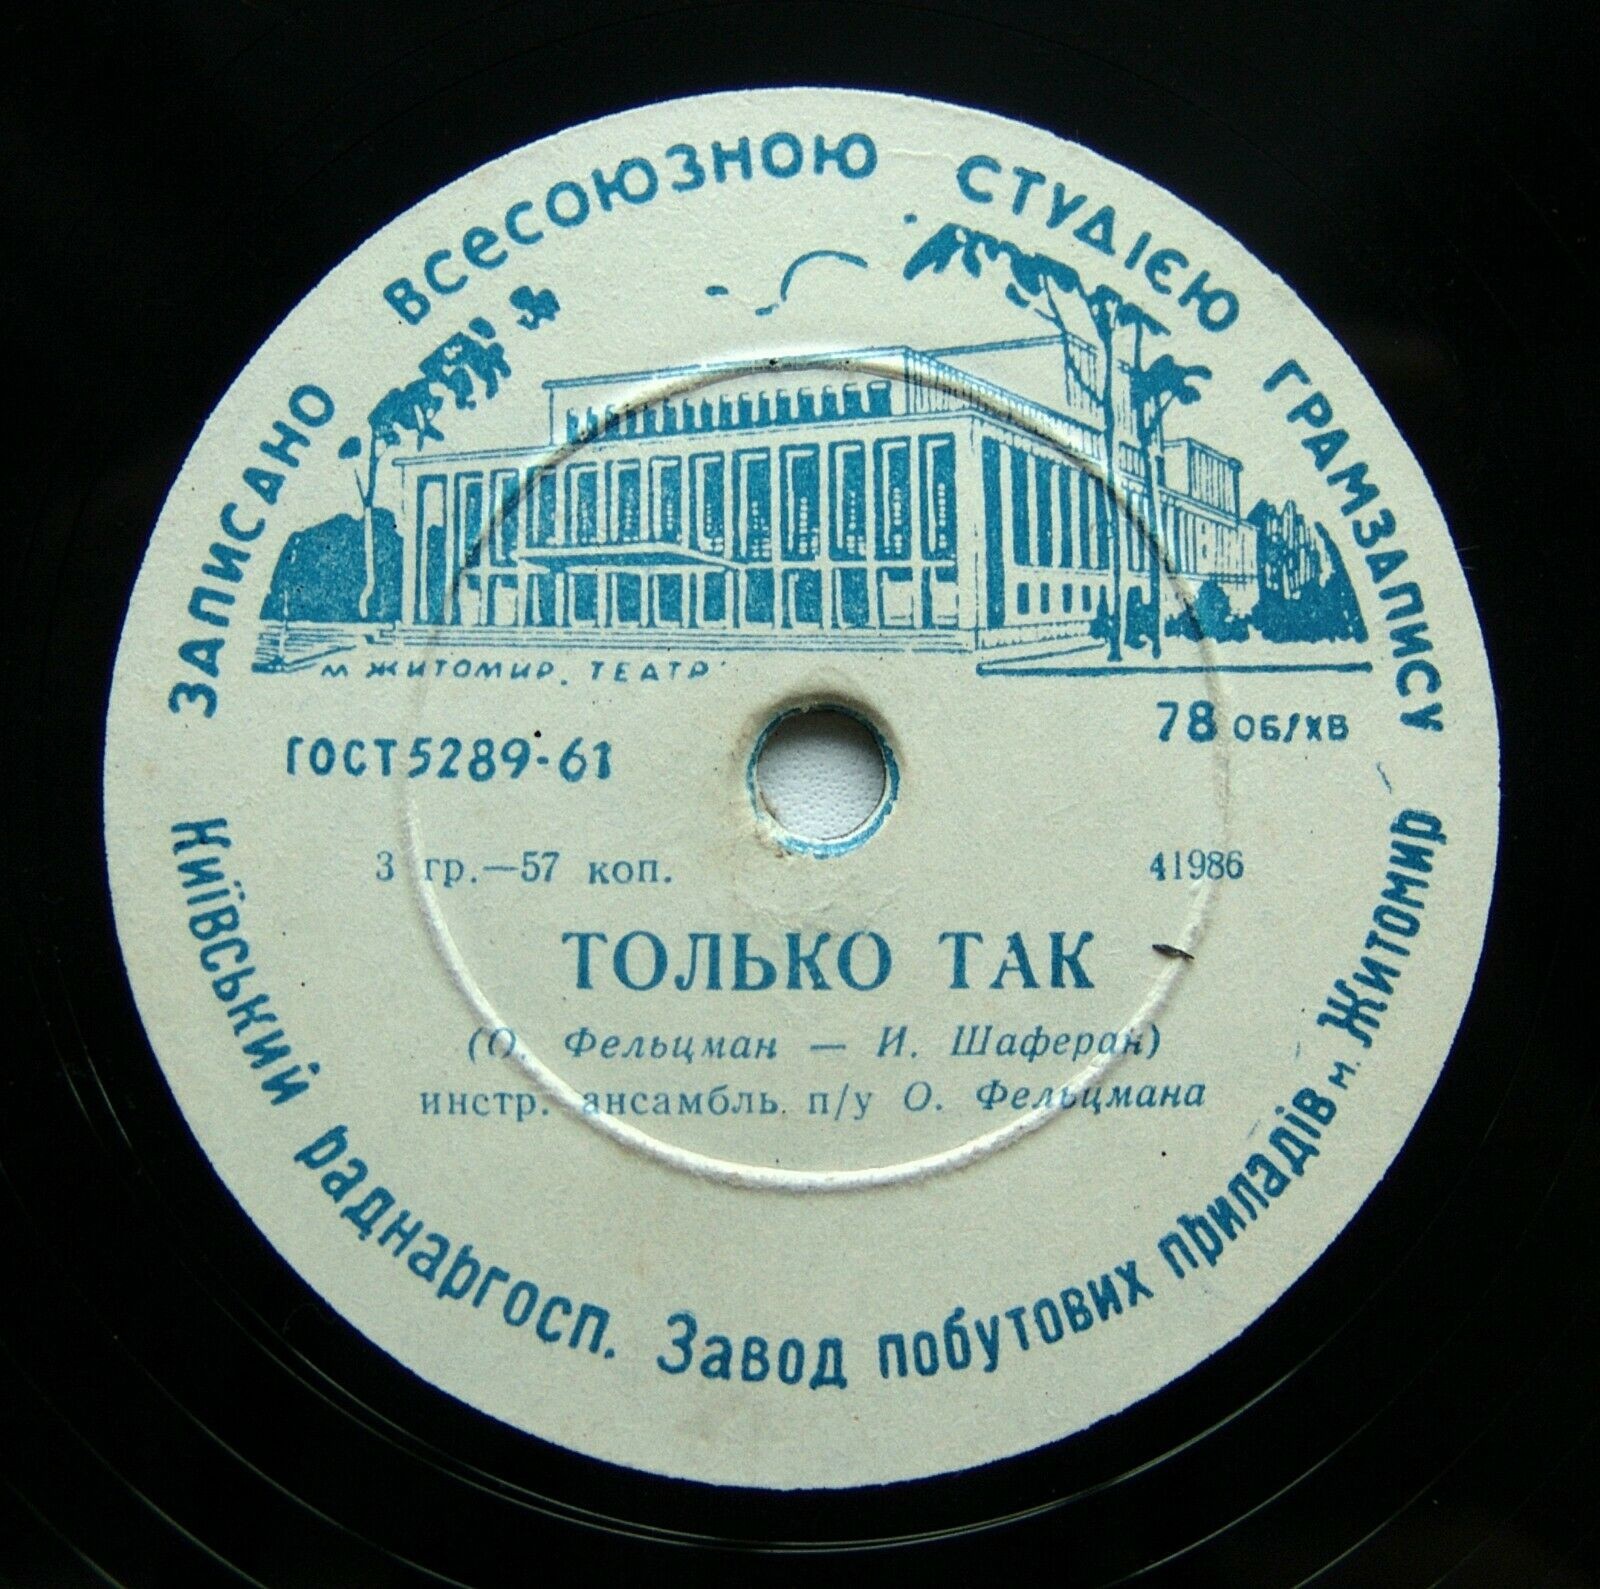 ЗАПИСАНО ВСЕСОЮЗНОЮ СТУДІЄЮ ГРАМЗАПИСУ
М ЖИТОМИР. ТЕАТР
78 ОБ/ХВ
ГОСТ 5289-61
3 гр.—57 коп.
41986
ТОЛЬКО ТАК
(О. Фельцман — И. Шаферан)
инстр. ансамбль п/у О. Фельцмана
Київський раднаргосп. Завод побутових приладів м. Житомир